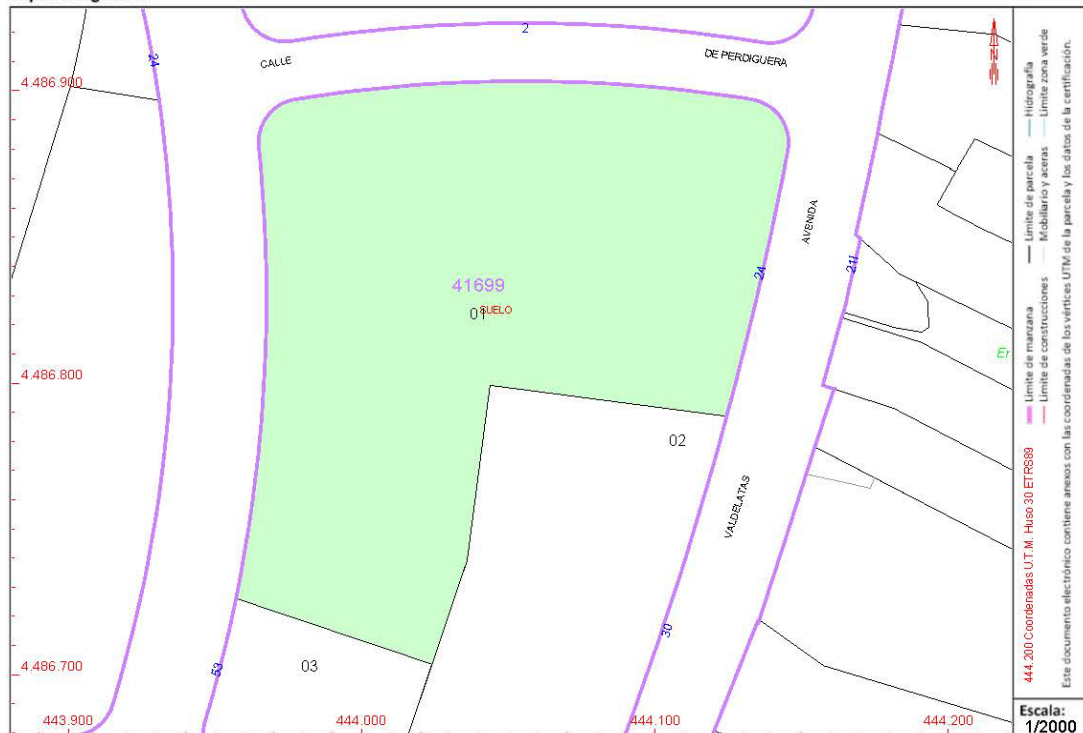 2
24
CALLE
DE PERDIGUERA
4.486.900
AVENIDA
24
21I
41699
01
SUELO
Er
4.486.800
02
VALDELATAS
30
4.486.700
03
53
443.900
444.000
444.100
444.200
Hidrografía
Límite zona verde
Límite de parcela
Mobiliario y aceras
Límite de manzana
Límite de construcciones
444.200 Coordenadas U.T.M. Huso 30 ETRS89
Este documento electrónico contiene anexos con las coordenadas de los vértices UTM de la parcela y los datos de la certificación.
Escala:
1/2000